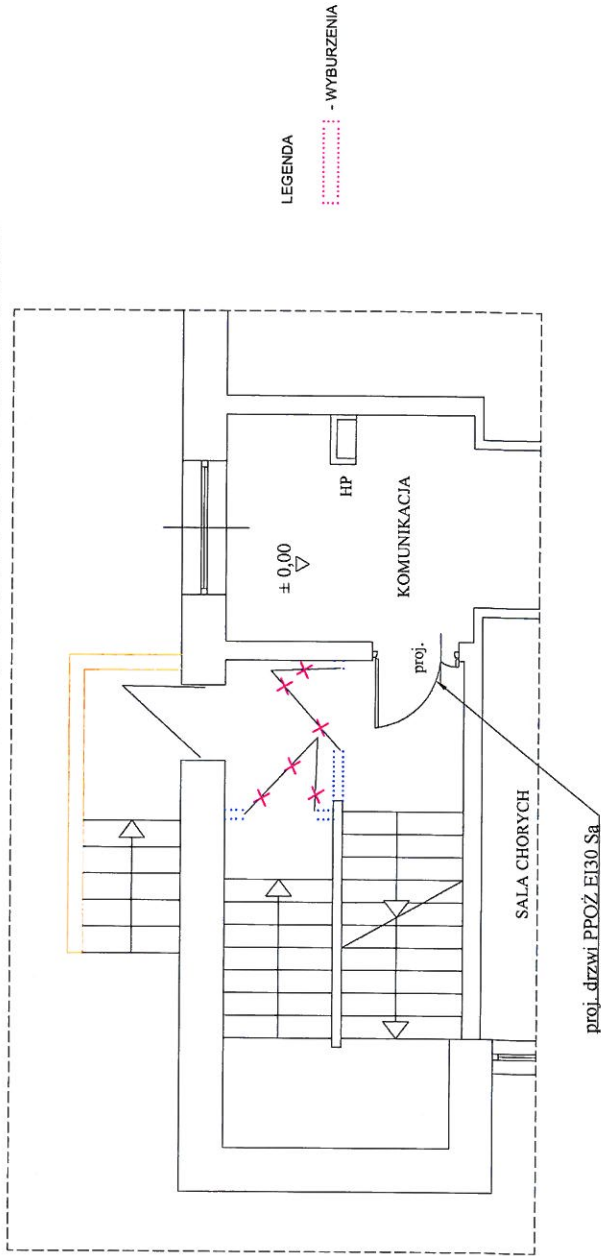 LEGENDA
- WYBURZENIA
± 0,00
HP
KOMUNIKACJA
proj.
SALA CHORYCH
proj. drzwi PPOŻ EI30 Sa